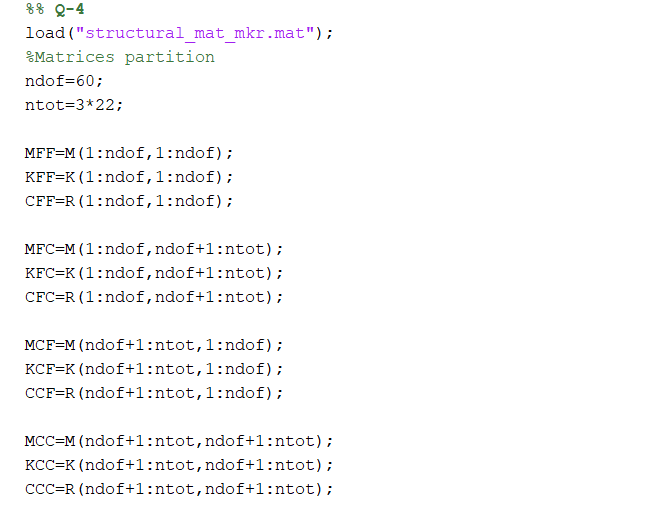 %% Q-4
load("structural_mat_mkr.mat");
%Matrices partition
ndof=60;
ntot=3*22;
MFF=M(1:ndof,1:ndof);
KFF=K(1:ndof,1:ndof);
CFF=R(1:ndof,1:ndof);
MFC=M(1:ndof,ndof+1:ntot);
KFC=K(1:ndof,ndof+1:ntot);
CFC=R(1:ndof,ndof+1:ntot);
MCF=M(ndof+1:ntot,1:ndof);
KCF=K(ndof+1:ntot,1:ndof);
CCF=R(ndof+1:ntot,1:ndof);
MCC=M(ndof+1:ntot,ndof+1:ntot);
KCC=K(ndof+1:ntot,ndof+1:ntot);
CCC=R(ndof+1:ntot,ndof+1:ntot);